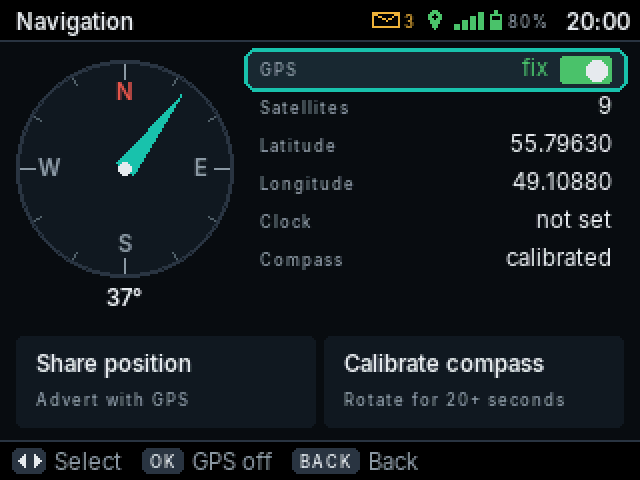 Navigation 3 80% 20:00
N
W E
S
37°
GPS fix
Satellites 9
Latitude 55.79630
Longitude 49.10880
Clock not set
Compass calibrated
Share position
Advert with GPS
Calibrate compass
Rotate for 20+ seconds
Select OK GPS off BACK Back